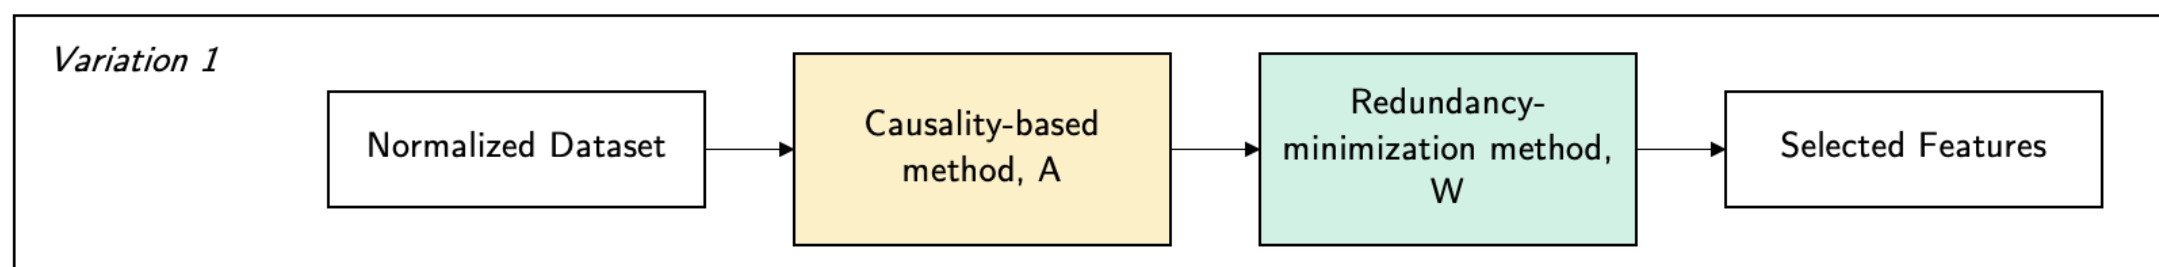 Variation 1
Normalized Dataset
Causality-based
method, A
Redundancy-
minimization method,
W
Selected Features